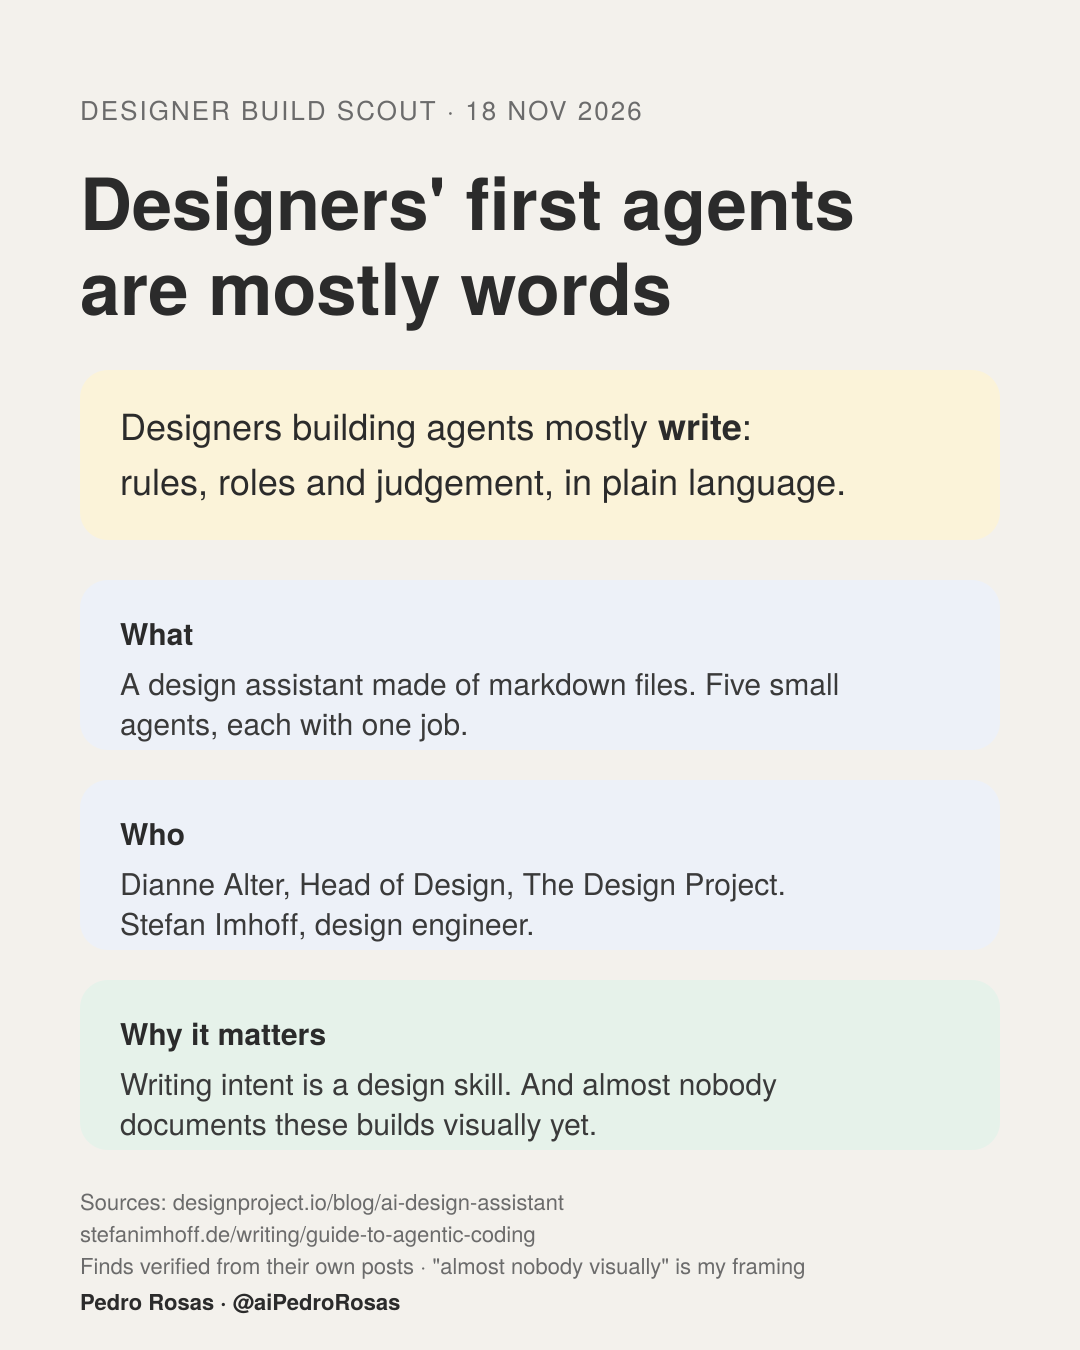 DESIGNER BUILD SCOUT · 18 NOV 2026
Designers' first agents
are mostly words
Designers building agents mostly write:
rules, roles and judgement, in plain language.
What
A design assistant made of markdown files. Five small
agents, each with one job.
Who
Dianne Alter, Head of Design, The Design Project.
Stefan Imhoff, design engineer.
Why it matters
Writing intent is a design skill. And almost nobody
documents these builds visually yet.
Sources: designproject.io/blog/ai-design-assistant
stefanimhoff.de/writing/guide-to-agentic-coding
Finds verified from their own posts · "almost nobody visually" is my framing
Pedro Rosas · @aiPedroRosas